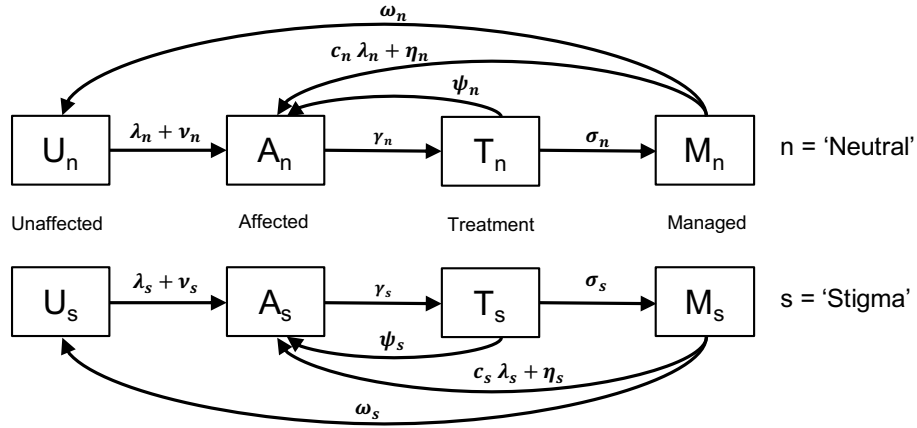 ωₙ
cₙ λₙ + ηₙ
ψₙ
λₙ + νₙ
γₙ
σₙ
Uₙ
Aₙ
Tₙ
Mₙ
n = 'Neutral'
Unaffected
Affected
Treatment
Managed
λₛ + νₛ
γₛ
σₛ
Uₛ
Aₛ
Tₛ
Mₛ
s = 'Stigma'
ψₛ
cₛ λₛ + ηₛ
ωₛ